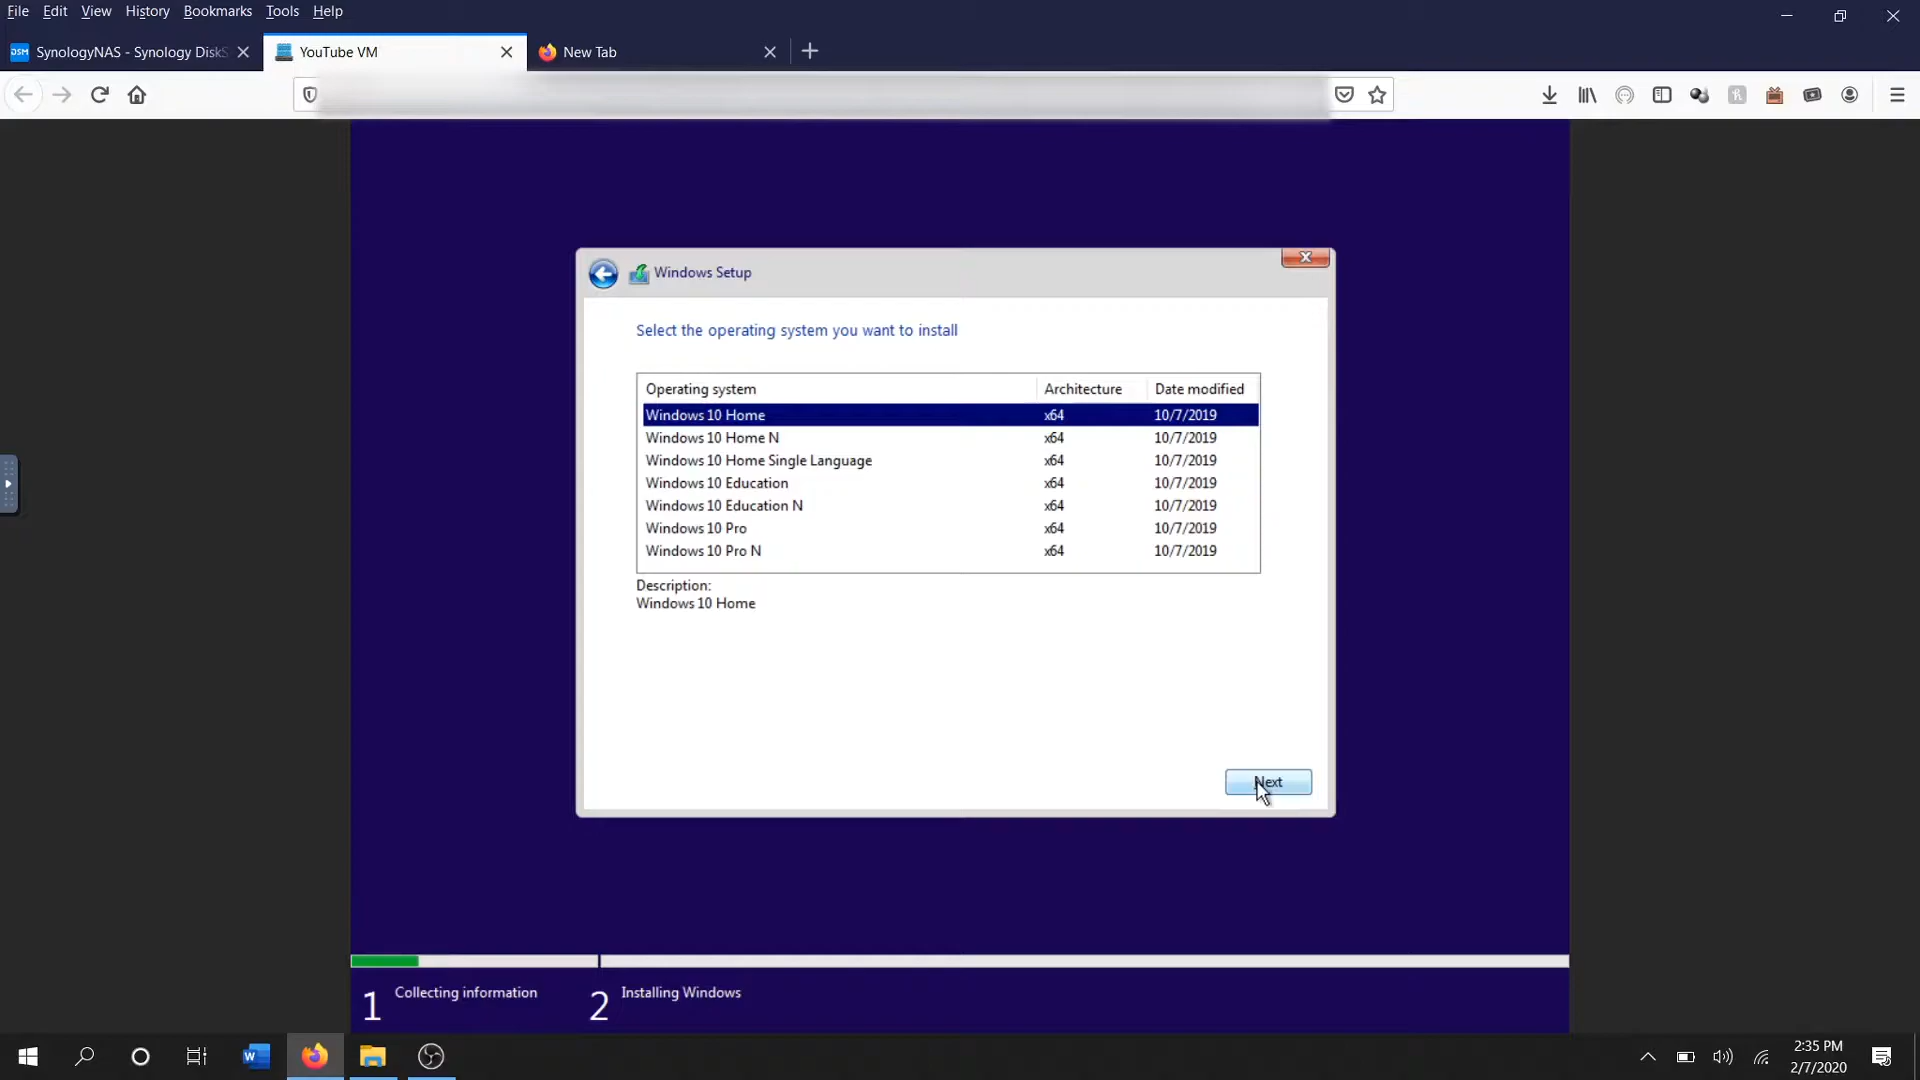 File Edit View History Bookmarks Tools Help
DSM SynologyNAS - Synology DiskS
YouTube VM
New Tab
Windows Setup
Select the operating system you want to install
Operating system Architecture Date modified
Windows 10 Home x64 10/7/2019
Windows 10 Home N x64 10/7/2019
Windows 10 Home Single Language x64 10/7/2019
Windows 10 Education x64 10/7/2019
Windows 10 Education N x64 10/7/2019
Windows 10 Pro x64 10/7/2019
Windows 10 Pro N x64 10/7/2019
Description:
Windows 10 Home
Next
1 Collecting information
2 Installing Windows
2:35 PM
2/7/2020